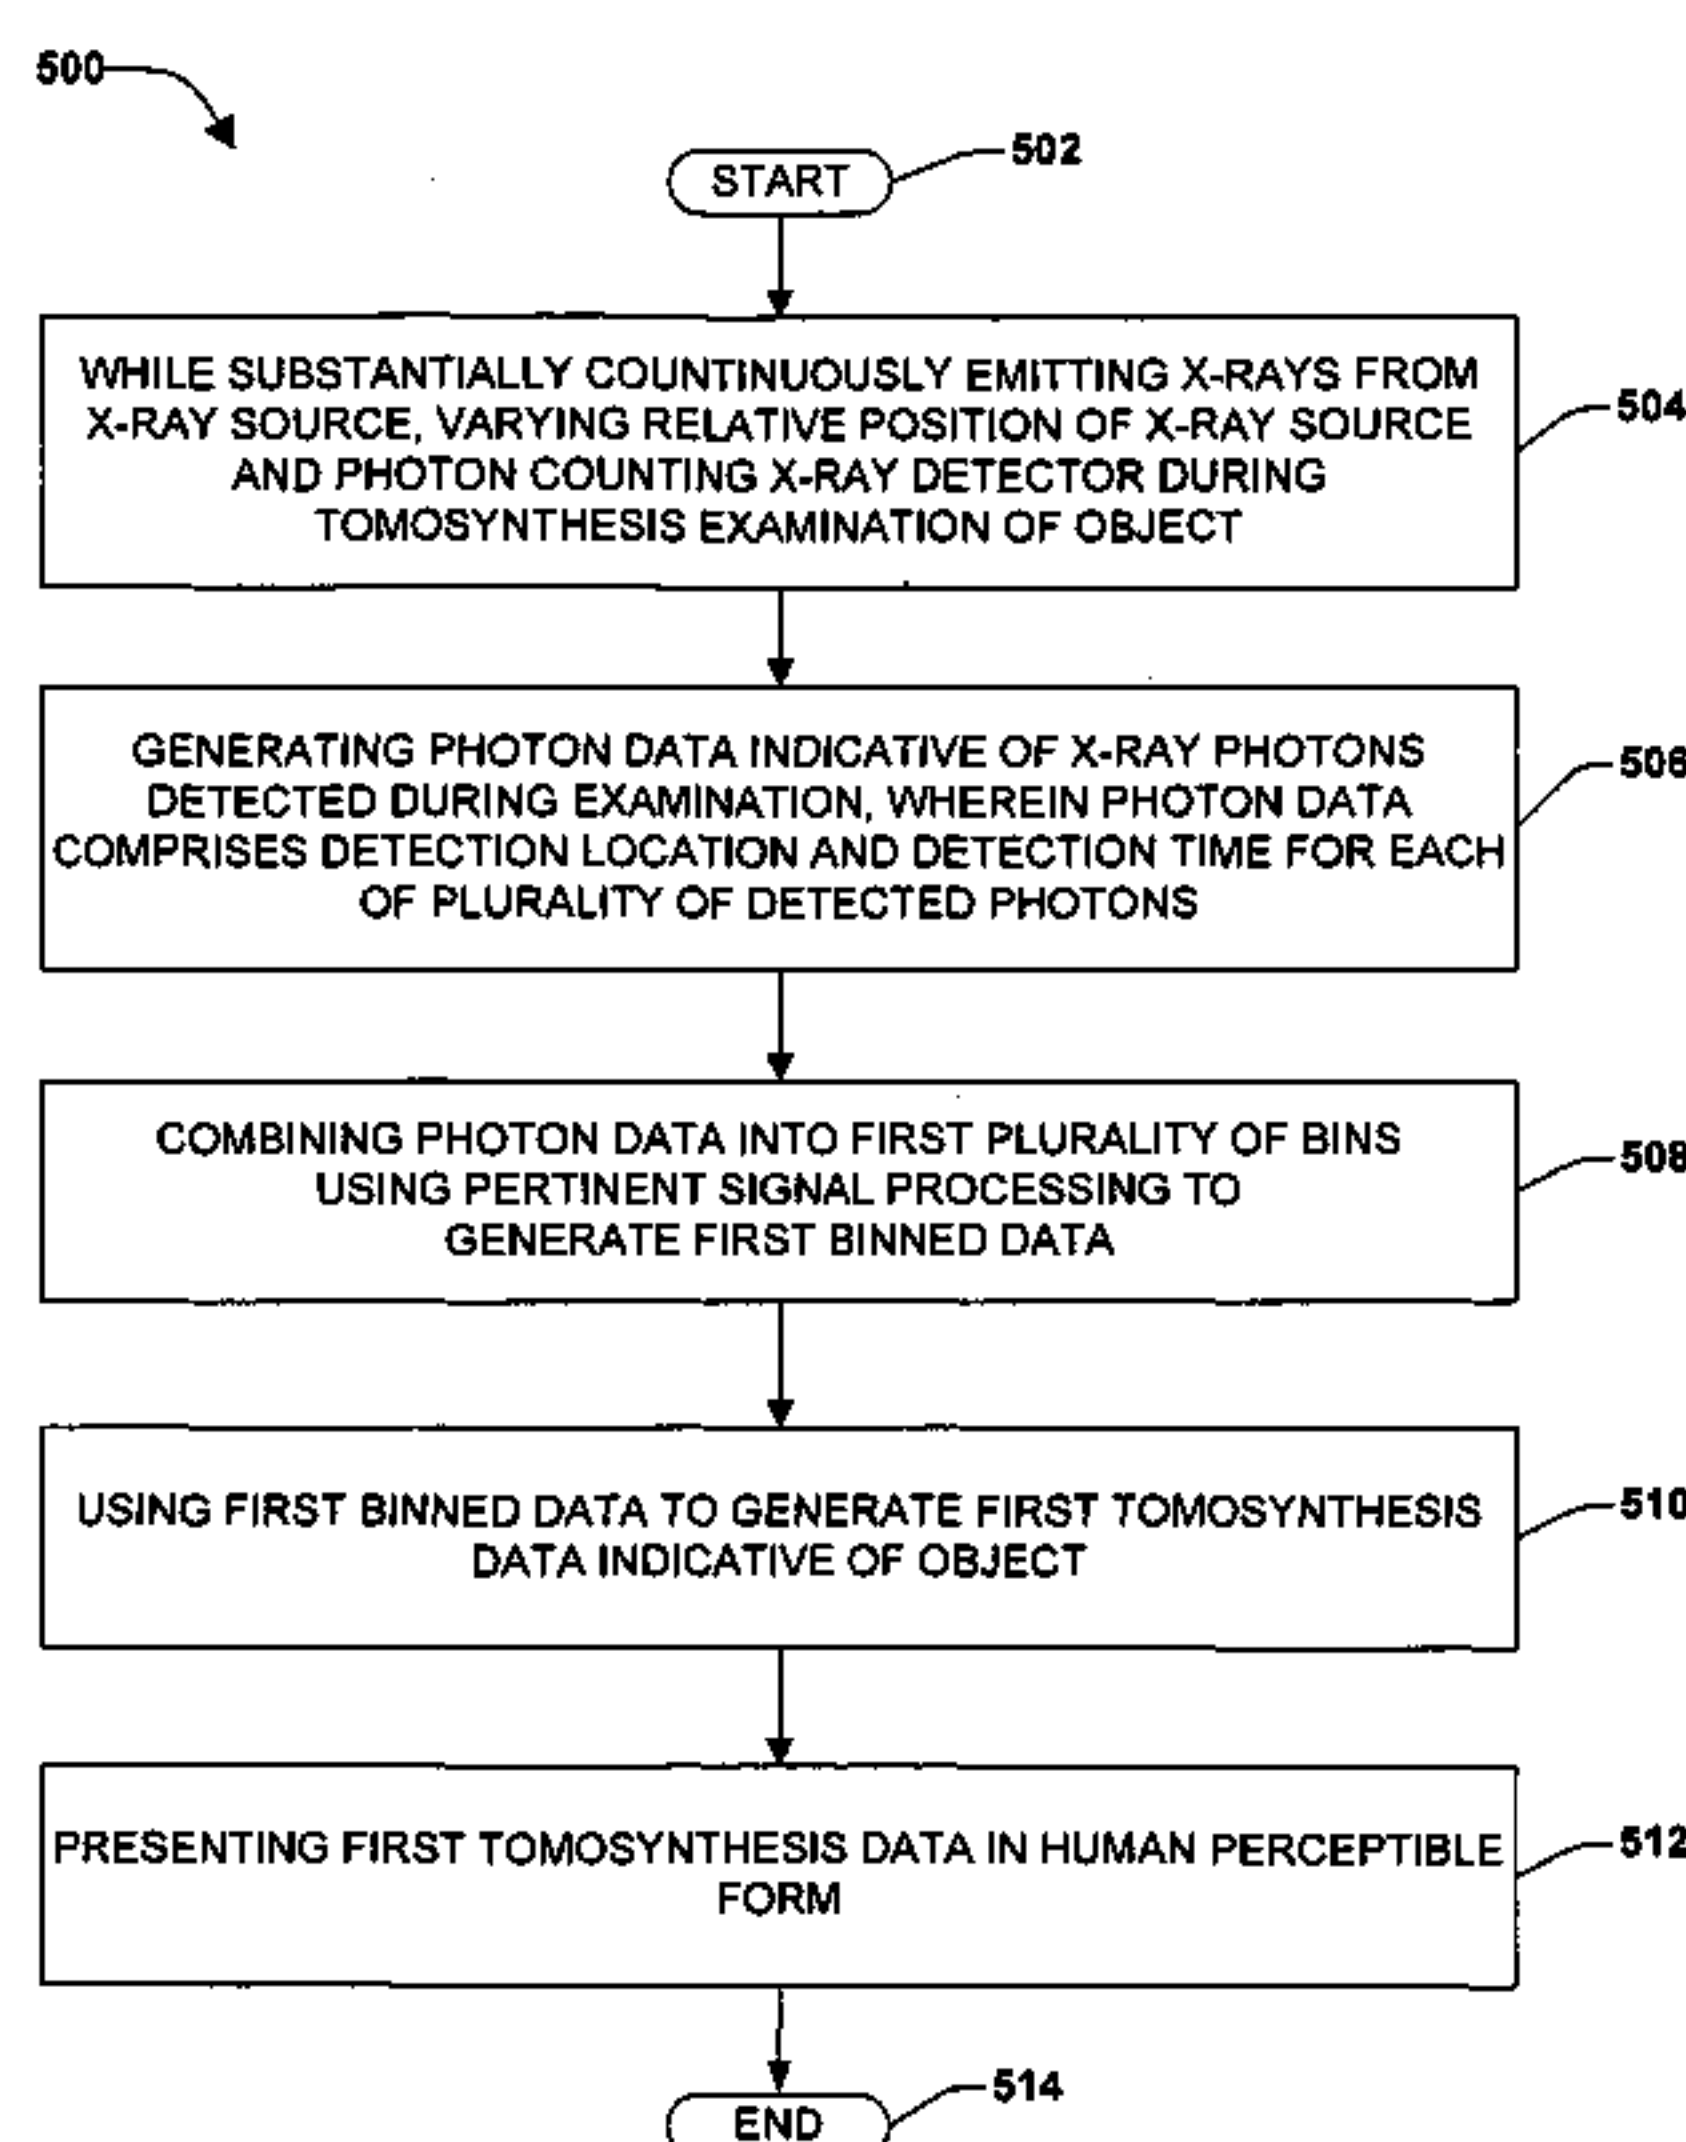 500
START
502
WHILE SUBSTANTIALLY COUNTINUOUSLY EMITTING X-RAYS FROM
X-RAY SOURCE, VARYING RELATIVE POSITION OF X-RAY SOURCE
AND PHOTON COUNTING X-RAY DETECTOR DURING
TOMOSYNTHESIS EXAMINATION OF OBJECT
504
GENERATING PHOTON DATA INDICATIVE OF X-RAY PHOTONS
DETECTED DURING EXAMINATION, WHEREIN PHOTON DATA
COMPRISES DETECTION LOCATION AND DETECTION TIME FOR EACH
OF PLURALITY OF DETECTED PHOTONS
506
COMBINING PHOTON DATA INTO FIRST PLURALITY OF BINS
USING PERTINENT SIGNAL PROCESSING TO
GENERATE FIRST BINNED DATA
508
USING FIRST BINNED DATA TO GENERATE FIRST TOMOSYNTHESIS
DATA INDICATIVE OF OBJECT
510
PRESENTING FIRST TOMOSYNTHESIS DATA IN HUMAN PERCEPTIBLE
FORM
512
END
514